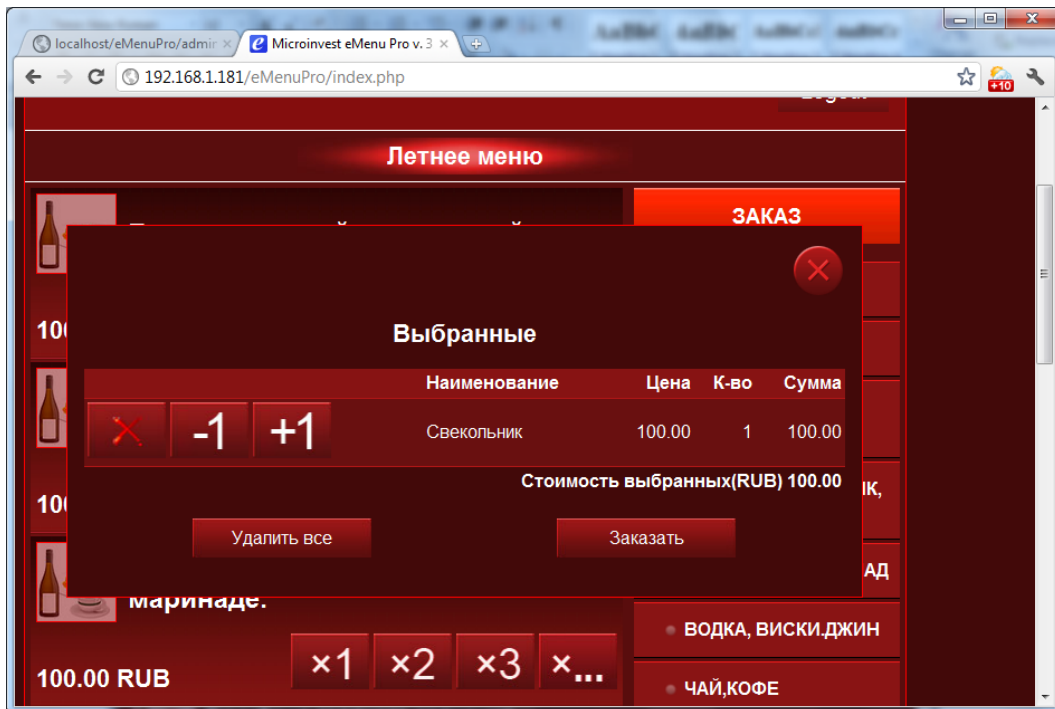 localhost/eMenuPro/admin
Microinvest eMenu Pro v. 3
192.168.1.181/eMenuPro/index.php
+10
Летнее меню
ЗАКАЗ
Выбранные
Наименование Цена К-во Сумма
-1 +1 Свекольник 100.00 1 100.00
Стоимость выбранных(RUB) 100.00
Удалить все Заказать
маринаде.
ВОДКА, ВИСКИ.ДЖИН
×1 ×2 ×3 ×...
100.00 RUB
ЧАЙ,КОФЕ